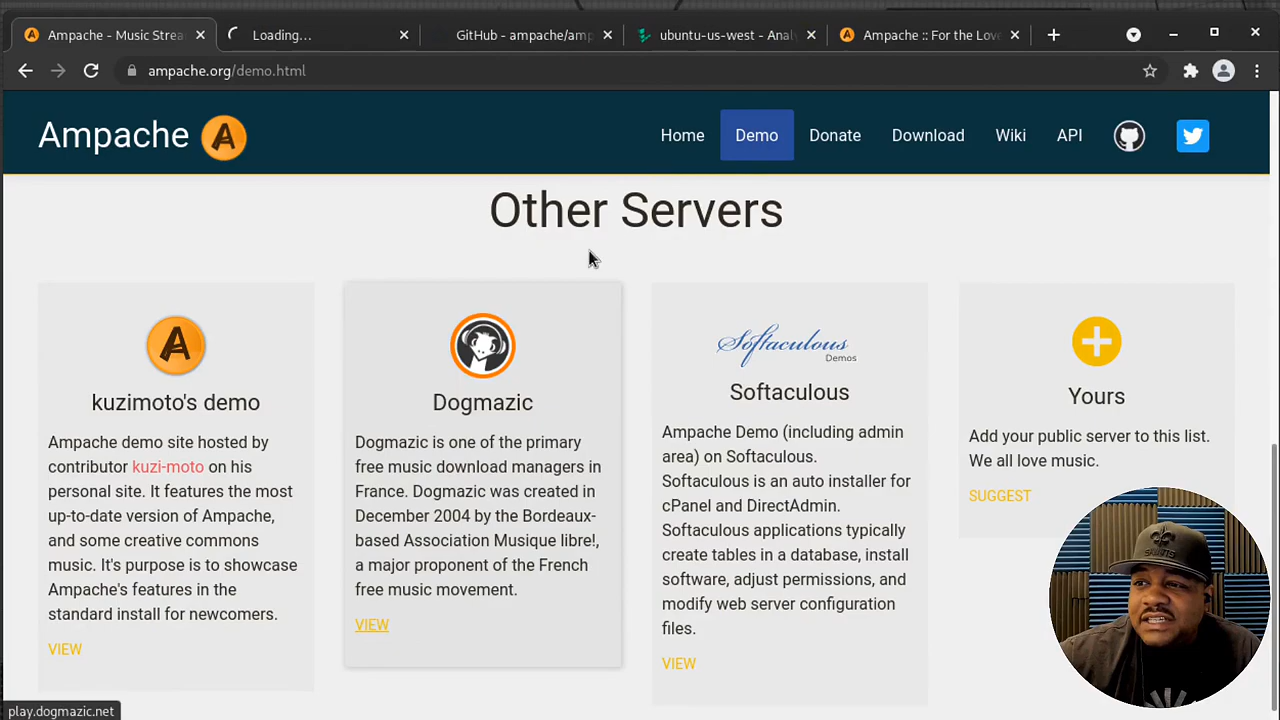 Ampache - Music Strea
Loading...
GitHub - ampache/amp
ubuntu-us-west - Anal
Ampache :: For the Love
ampache.org/demo.html
Ampache
Home
Demo
Donate
Download
Wiki
API
Other Servers
kuzimoto's demo
Ampache demo site hosted by
contributor kuzi-moto on his
personal site. It features the most
up-to-date version of Ampache,
and some creative commons
music. It's purpose is to showcase
Ampache's features in the
standard install for newcomers.
VIEW
Dogmazic
Dogmazic is one of the primary
free music download managers in
France. Dogmazic was created in
December 2004 by the Bordeaux-
based Association Musique libre!,
a major proponent of the French
free music movement.
VIEW
Softaculous
Demos
Softaculous
Ampache Demo (including admin
area) on Softaculous.
Softaculous is an auto installer for
cPanel and DirectAdmin.
Softaculous applications typically
create tables in a database, install
software, adjust permissions, and
modify web server configuration
files.
VIEW
Yours
Add your public server to this list.
We all love music.
SUGGEST
play.dogmazic.net